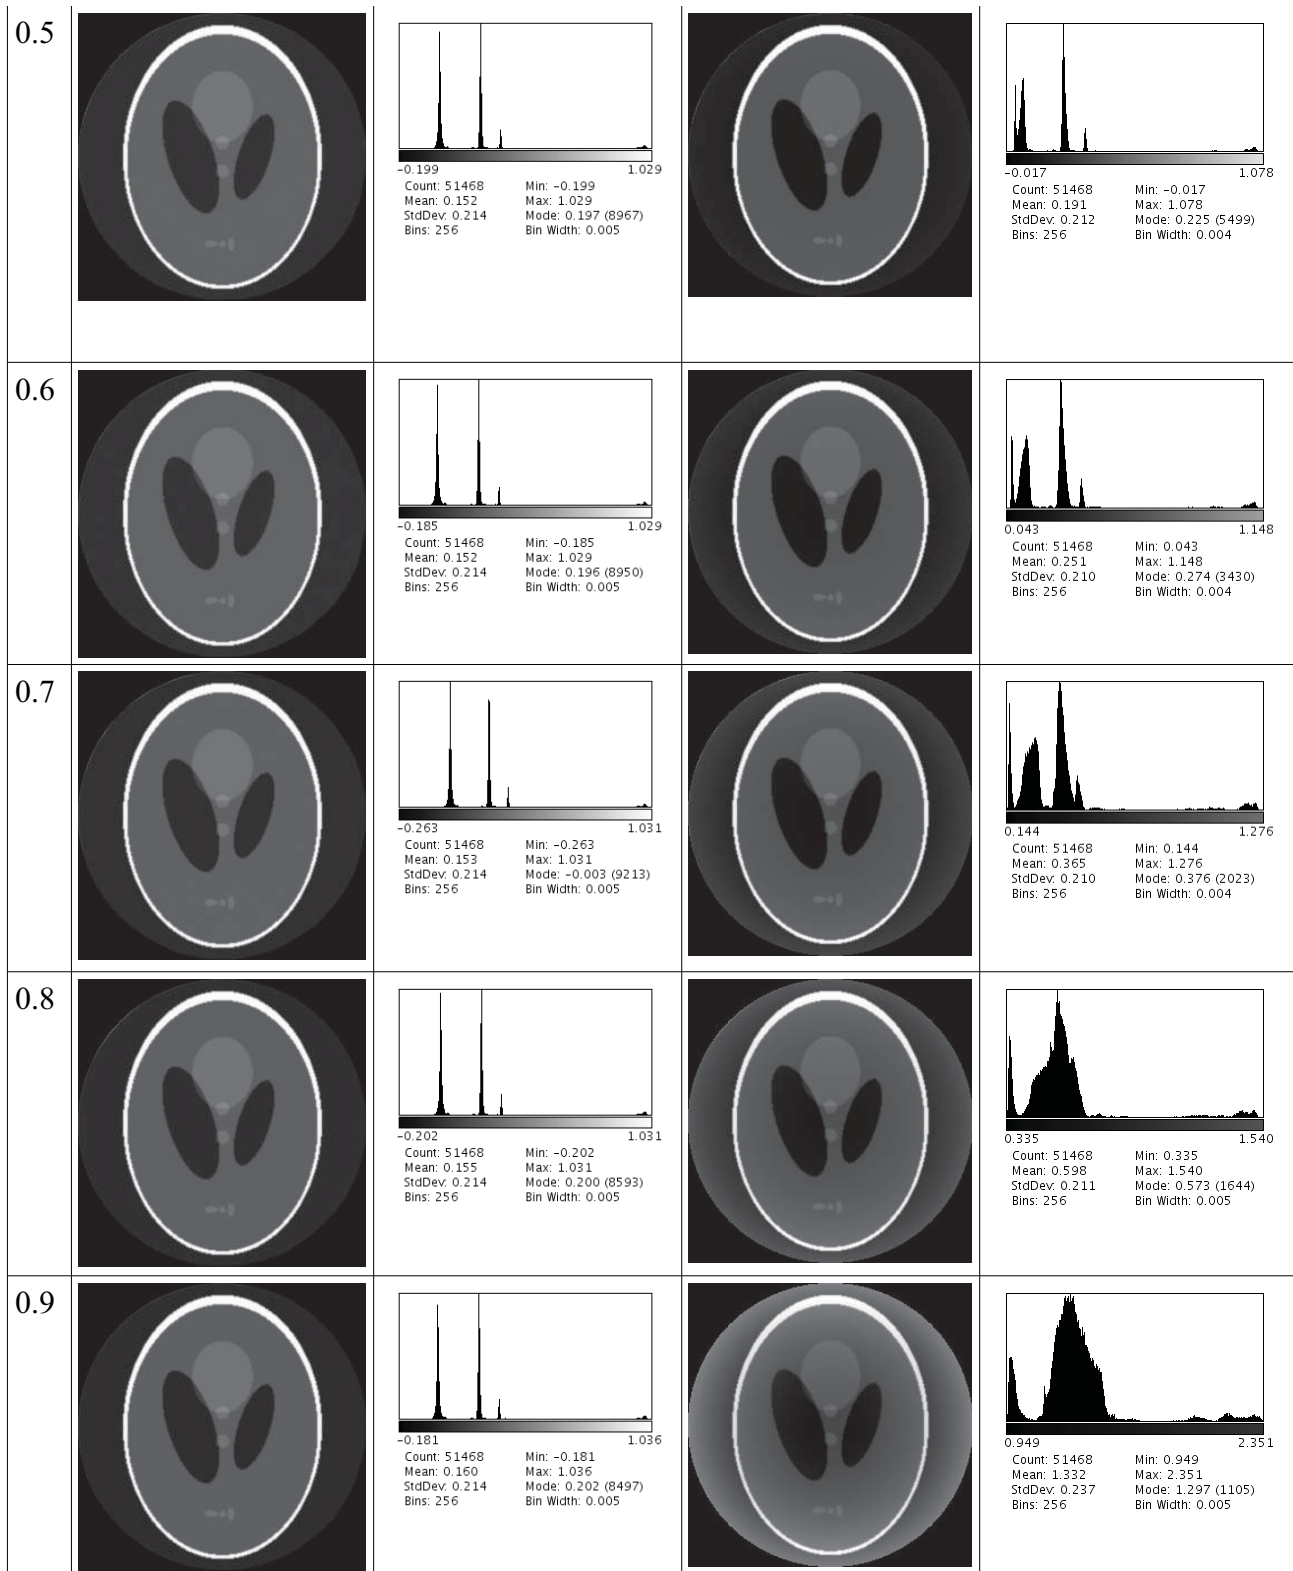 0.5
−0.199 1.029
Count: 51468 Min: −0.199
Mean: 0.152 Max: 1.029
StdDev: 0.214 Mode: 0.197 (8967)
Bins: 256 Bin Width: 0.005
−0.017 1.078
Count: 51468 Min: −0.017
Mean: 0.191 Max: 1.078
StdDev: 0.212 Mode: 0.225 (5499)
Bins: 256 Bin Width: 0.004
0.6
−0.185 1.029
Count: 51468 Min: −0.185
Mean: 0.152 Max: 1.029
StdDev: 0.214 Mode: 0.196 (8950)
Bins: 256 Bin Width: 0.005
0.043 1.148
Count: 51468 Min: 0.043
Mean: 0.251 Max: 1.148
StdDev: 0.210 Mode: 0.274 (3430)
Bins: 256 Bin Width: 0.004
0.7
−0.263 1.031
Count: 51468 Min: −0.263
Mean: 0.153 Max: 1.031
StdDev: 0.214 Mode: −0.003 (9213)
Bins: 256 Bin Width: 0.005
0.144 1.276
Count: 51468 Min: 0.144
Mean: 0.365 Max: 1.276
StdDev: 0.210 Mode: 0.376 (2023)
Bins: 256 Bin Width: 0.004
0.8
−0.202 1.031
Count: 51468 Min: −0.202
Mean: 0.155 Max: 1.031
StdDev: 0.214 Mode: 0.200 (8593)
Bins: 256 Bin Width: 0.005
0.335 1.540
Count: 51468 Min: 0.335
Mean: 0.598 Max: 1.540
StdDev: 0.211 Mode: 0.573 (1644)
Bins: 256 Bin Width: 0.005
0.9
−0.181 1.036
Count: 51468 Min: −0.181
Mean: 0.160 Max: 1.036
StdDev: 0.214 Mode: 0.202 (8497)
Bins: 256 Bin Width: 0.005
0.949 2.351
Count: 51468 Min: 0.949
Mean: 1.332 Max: 2.351
StdDev: 0.237 Mode: 1.297 (1105)
Bins: 256 Bin Width: 0.005